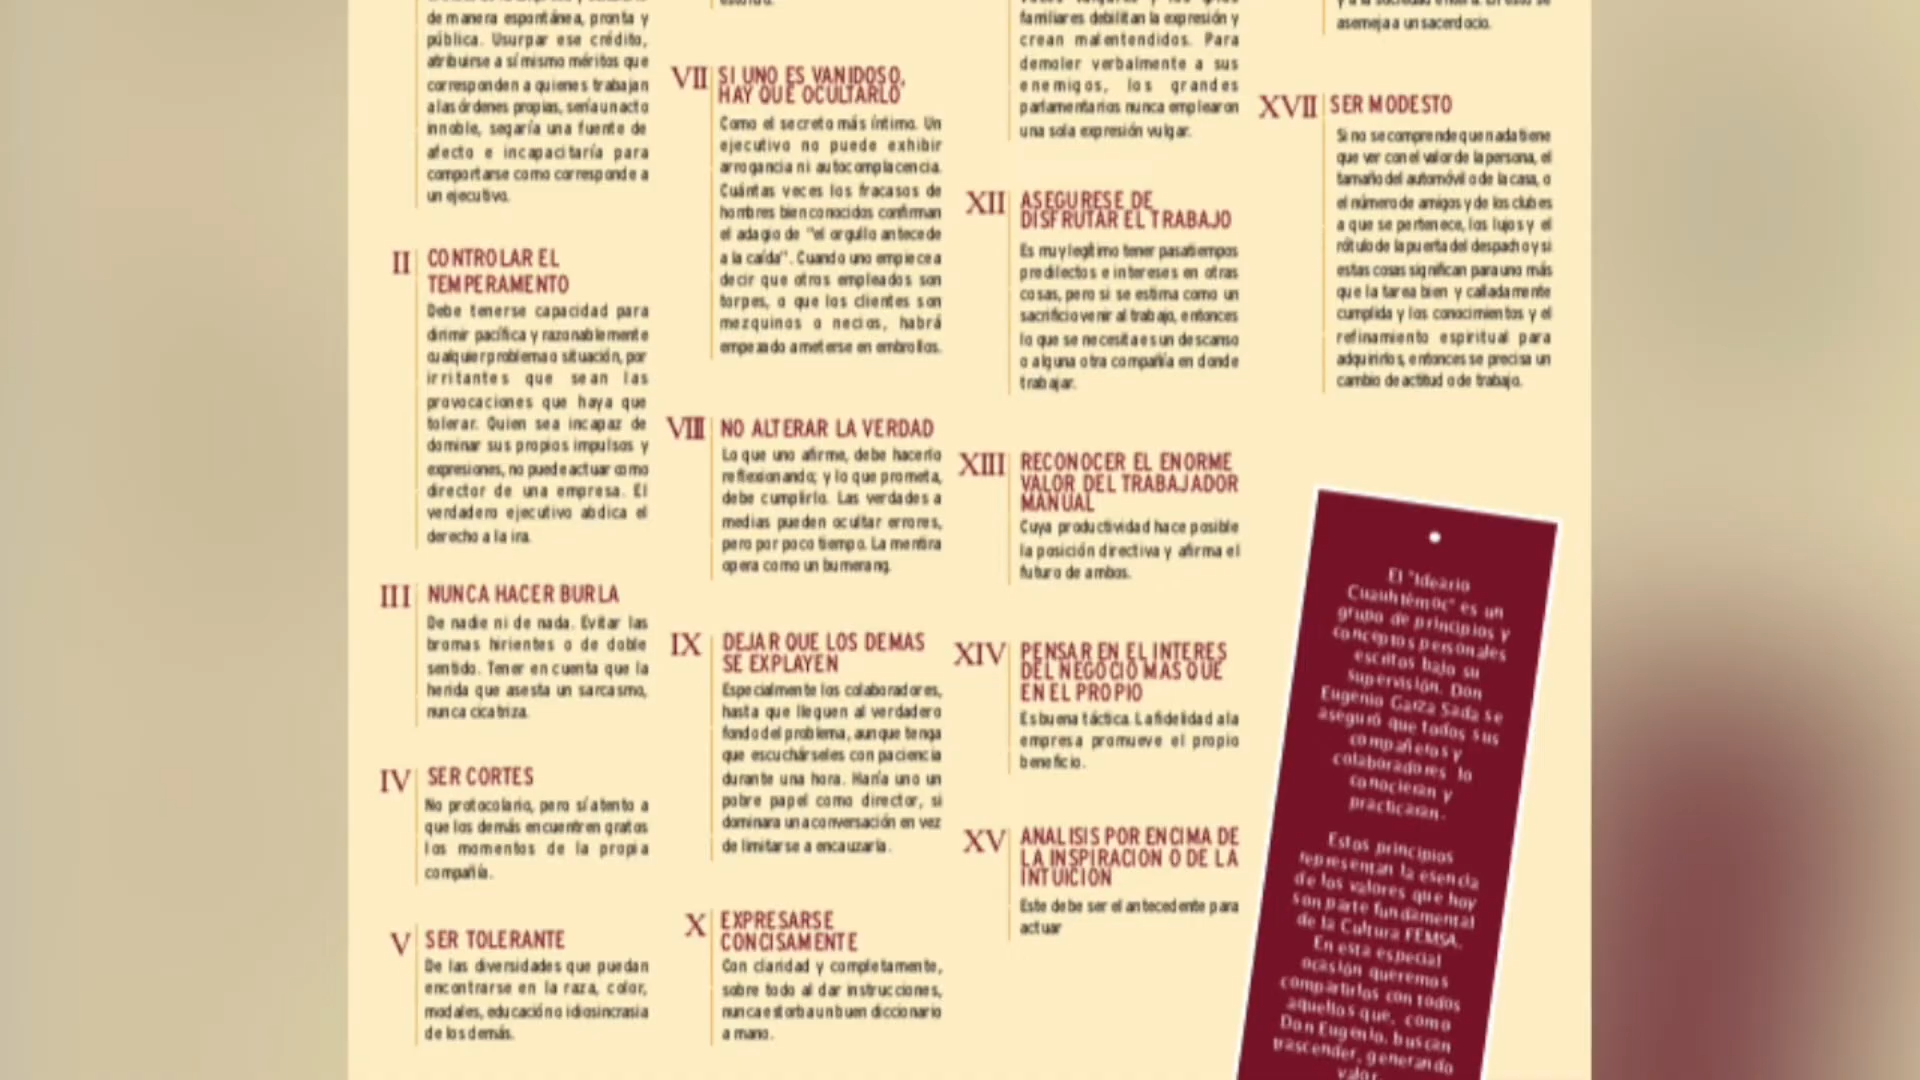 de manera espontánea, pronta y
pública. Usurpar ese crédito,
atribuirse a sí mismo méritos que
corresponden a quienes trabajan
a las órdenes propias, sería un acto
innoble, segaría una fuente de
afecto e incapacitaría para
comportarse como corresponde a
un ejecutivo.
II CONTROLAR EL
TEMPERAMENTO
Debe tenerse capacidad para
dirimir pacífica y razonablemente
cualquier problema o situación, por
irritantes que sean las
provocaciones que haya que
tolerar. Quien sea incapaz de
dominar sus propios impulsos y
expresiones, no puede actuar como
director de una empresa. El
verdadero ejecutivo abdica el
derecho a la ira.
III NUNCA HACER BURLA
De nadie ni de nada. Evitar las
bromas hirientes o de doble
sentido. Tener en cuenta que la
herida que asesta un sarcasmo,
nunca cicatriza.
IV SER CORTES
No protocolario, pero sí atento a
que los demás encuentren gratos
los momentos de la propia
compañía.
V SER TOLERANTE
De las diversidades que puedan
encontrarse en la raza, color,
modales, educación o idiosincrasia
de los demás.
VII SI UNO ES VANIDOSO,
HAY QUE OCULTARLO
Como el secreto más íntimo. Un
ejecutivo no puede exhibir
arrogancia ni autocomplacencia.
Cuántas veces los fracasos de
hombres bien conocidos confirman
el adagio de "el orgullo antecede
a la caída". Cuando uno empiece a
decir que otros empleados son
torpes, o que los clientes son
mezquinos o necios, habrá
empezado a meterse en embrollos.
VIII NO ALTERAR LA VERDAD
Lo que uno afirme, debe hacerlo
reflexionando; y lo que prometa,
debe cumplirlo. Las verdades a
medias pueden ocultar errores,
pero por poco tiempo. La mentira
opera como un bumerang.
IX DEJAR QUE LOS DEMAS
SE EXPLAYEN
Especialmente los colaboradores,
hasta que lleguen al verdadero
fondo del problema, aunque tenga
que escuchárseles con paciencia
durante una hora. Haría uno un
pobre papel como director, si
dominara una conversación en vez
de limitarse a encauzarla.
X EXPRESARSE
CONCISAMENTE
Con claridad y completamente,
sobre todo al dar instrucciones,
nunca estorba un buen diccionario
a mano.
familiares debilitan la expresión y
crean malentendidos. Para
demoler verbalmente a sus
enemigos, los grandes
parlamentarios nunca emplearon
una sola expresión vulgar.
XII ASEGURESE DE
DISFRUTAR EL TRABAJO
Es muy legítimo tener pasatiempos
predilectos e intereses en otras
cosas, pero si se estima como un
sacrificio venir al trabajo, entonces
lo que se necesita es un descanso
o alguna otra compañía en donde
trabajar.
XIII RECONOCER EL ENORME
VALOR DEL TRABAJADOR
MANUAL
Cuya productividad hace posible
la posición directiva y afirma el
futuro de ambos.
XIV PENSAR EN EL INTERES
DEL NEGOCIO MAS QUE
EN EL PROPIO
Es buena táctica. La fidelidad a la
empresa promueve el propio
beneficio.
XV ANALISIS POR ENCIMA DE
LA INSPIRACION O DE LA
INTUICION
Este debe ser el antecedente para
actuar
asemeja a un sacerdocio.
XVII SER MODESTO
Si no se comprende que nada tiene
que ver con el valor de la persona, el
tamaño del automóvil o de la casa, o
el número de amigos y de los clubes
a que se pertenece, los lujos y el
rótulo de la puerta del despacho y si
estas cosas significan para uno más
que la tarea bien y calladamente
cumplida y los conocimientos y el
refinamiento espiritual para
adquirirlos, entonces se precisa un
cambio de actitud o de trabajo.
El "Ideario
Cuauhtémoc" es un
grupo de principios y
conceptos personales
escritos bajo su
supervisión. Don
Eugenio Garza Sada se
aseguró que todos sus
compañeros y
colaboradores lo
conocieran y
practicaran.
Estos principios
representan la esencia
de los valores que hoy
son parte fundamental
de la Cultura FEMSA.
En esta especial
ocasión queremos
compartirlos con todos
aquellos que, como
Don Eugenio, buscan
trascender, generando
valor